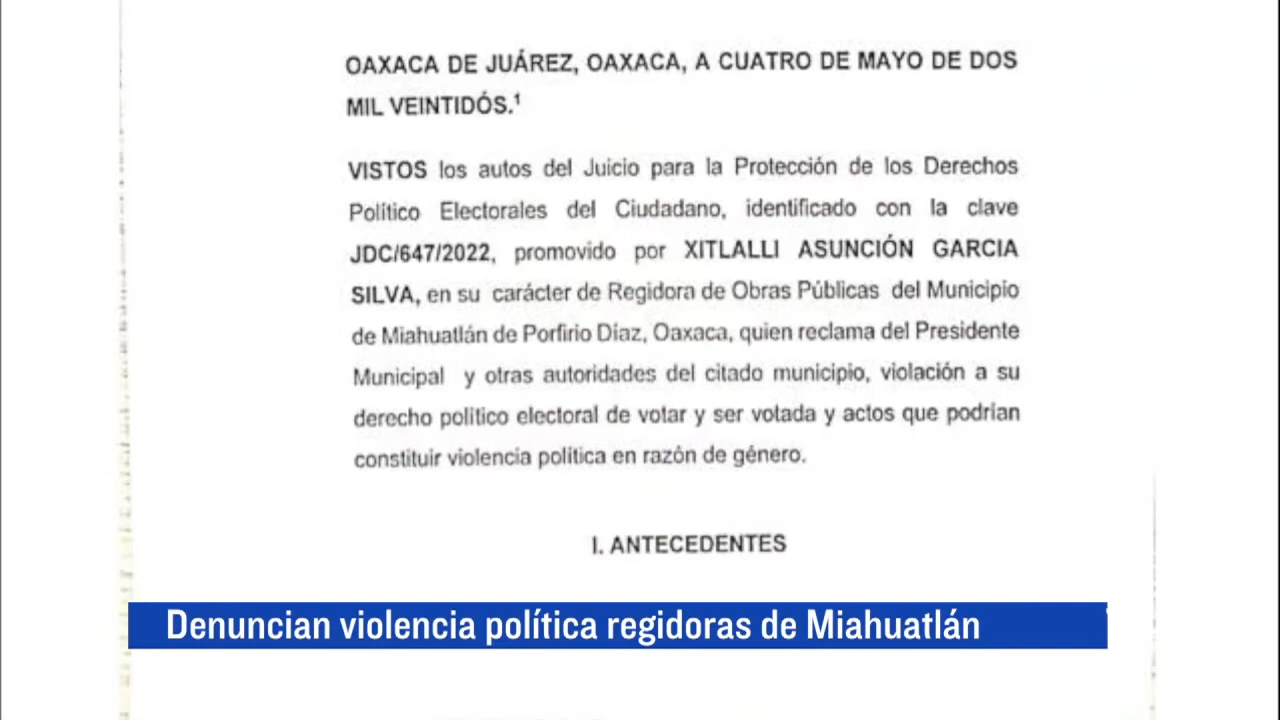 OAXACA DE JUÁREZ, OAXACA, A CUATRO DE MAYO DE DOS
MIL VEINTIDÓS.¹
VISTOS los autos del Juicio para la Protección de los Derechos
Político Electorales del Ciudadano, identificado con la clave
JDC/647/2022, promovido por XITLALLI ASUNCIÓN GARCIA
SILVA, en su carácter de Regidora de Obras Públicas del Municipio
de Miahuatlán de Porfirio Diaz, Oaxaca, quien reclama del Presidente
Municipal y otras autoridades del citado municipio, violación a su
derecho político electoral de votar y ser votada y actos que podrían
constituir violencia política en razón de género.
I. ANTECEDENTES
Denuncian violencia política regidoras de Miahuatlán